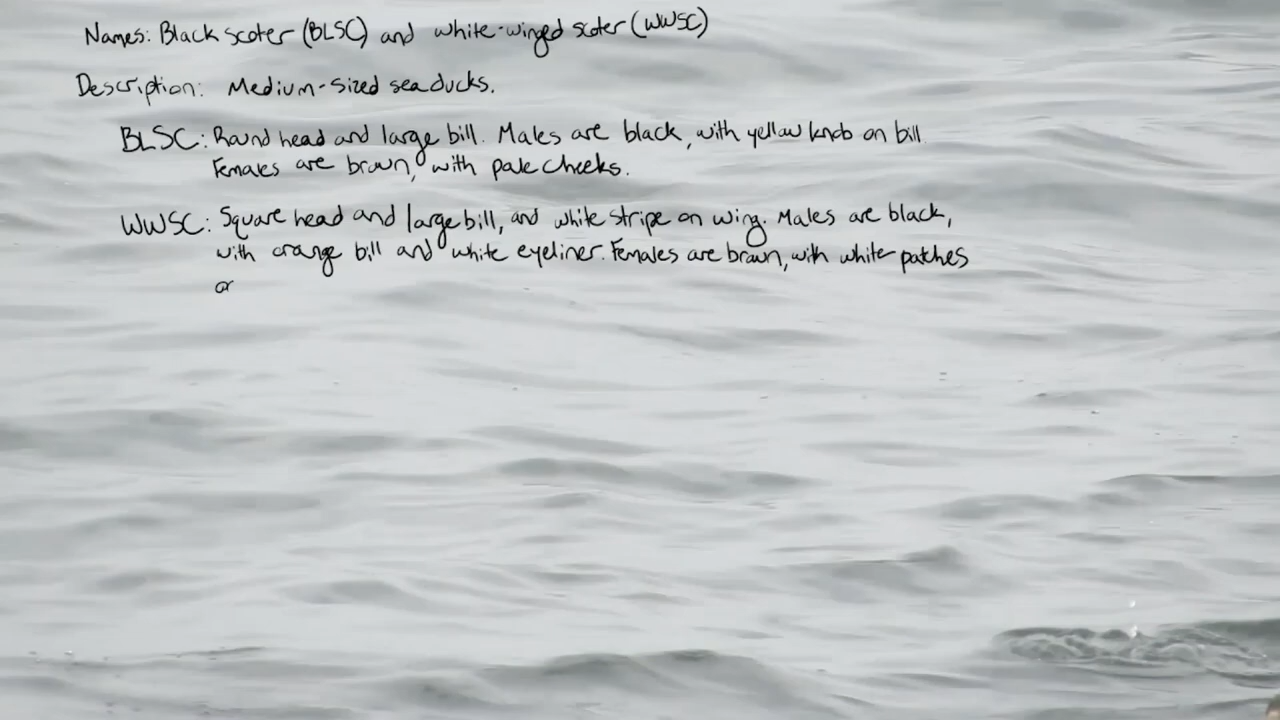 Names: Black scoter (BLSC) and white-winged scoter (WWSC)
Description: Medium-sized sea ducks.
BLSC: Round head and large bill. Males are black, with yellow knob on bill.
Females are brown, with pale cheeks.
WWSC: Square head and large bill, and white stripe on wing. Males are black,
with orange bill and white eyeliner. Females are brown, with white patches
or